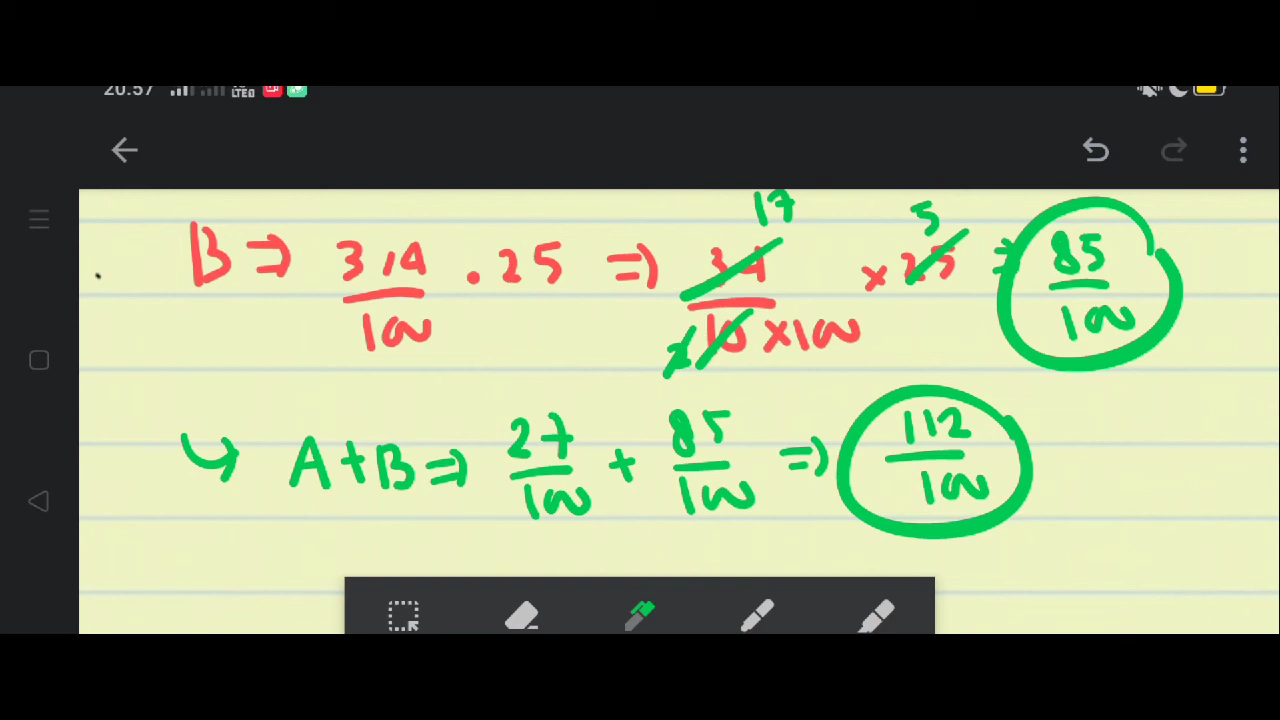 20.57 LTE
17 5
B ⇒ 3,4/100 . 25 ⇒ 34/10 x 100 x 25 ⇒ 85/100
2
↪ A+B ⇒ 27/100 + 85/100 ⇒ 112/100